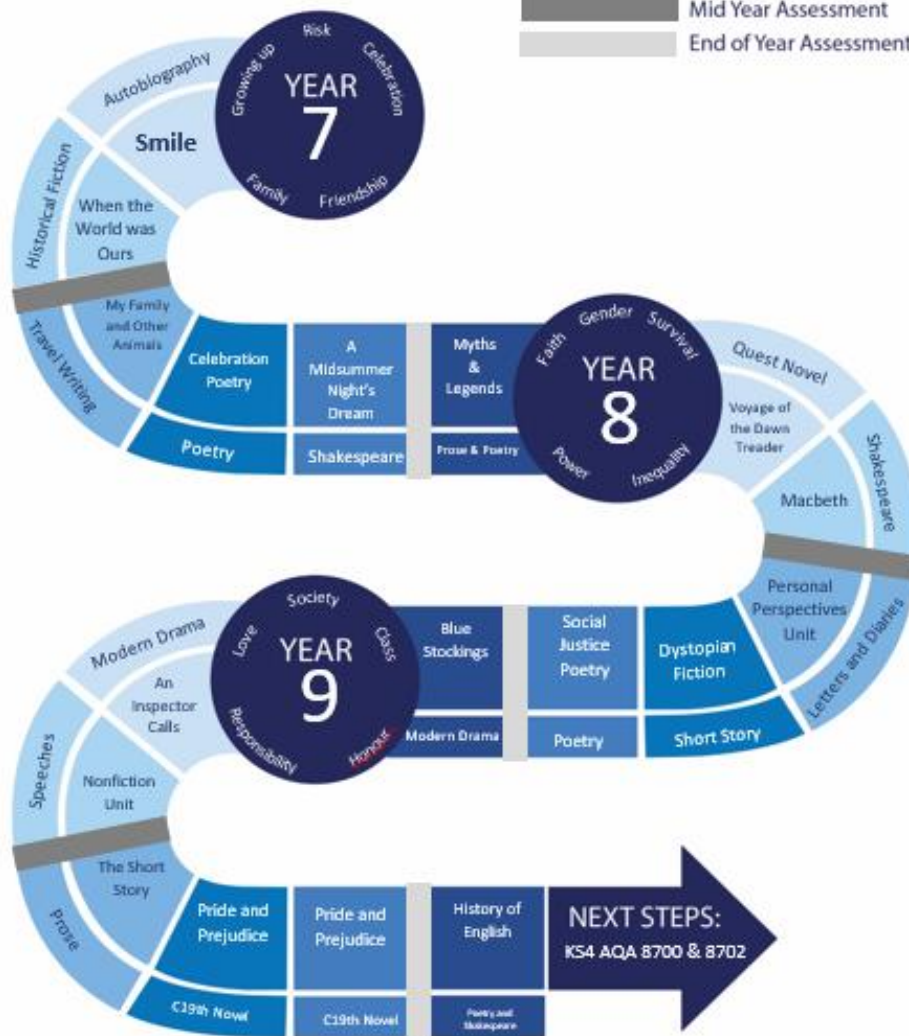 Mid Year Assessment
End of Year Assessment
Growing up
Risk
Celebration
YEAR
7
Family
Friendship
Autobiography
Smile
Historical Fiction
When the
World was
Ours
Travel Writing
My Family
and Other
Animals
Celebration
Poetry
Poetry
A
Midsummer
Night's
Dream
Shakespeare
Myths
&
Legends
Prose & Poetry
Faith
Gender
Survival
YEAR
8
Power
Inequality
Quest Novel
Voyage of
the Dawn
Treader
Shakespeare
Macbeth
Personal
Perspectives
Unit
Letters and Diaries
Dystopian
Fiction
Short Story
Social
Justice
Poetry
Poetry
Blue
Stockings
Modern Drama
Love
Society
Class
YEAR
9
Responsibility
Honour
Modern Drama
An
Inspector
Calls
Speeches
Nonfiction
Unit
The Short
Story
Prose
Pride and
Prejudice
C19th Novel
Pride and
Prejudice
C19th Novel
History of
English
Poetry and
Shakespeare
NEXT STEPS:
KS4 AQA 8700 & 8702